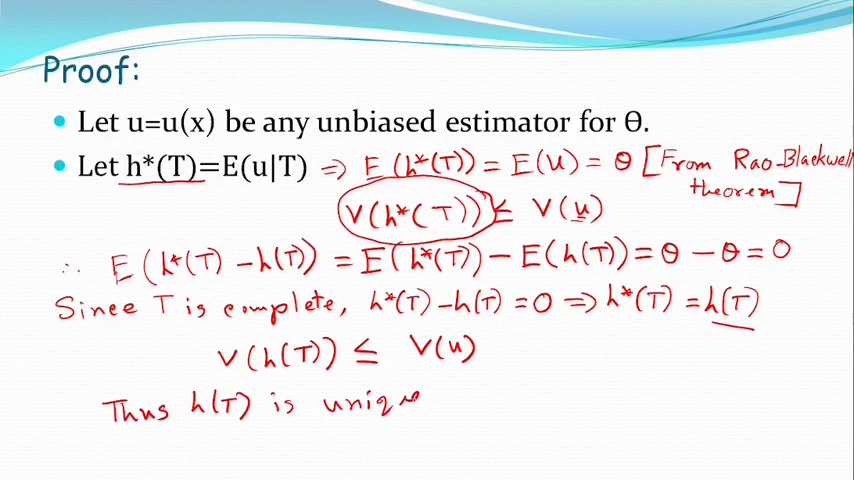 Proof:
Let u=u(x) be any unbiased estimator for Θ.
Let h*(T)=E(u|T) ⇒ E(h*(T)) = E(U) = θ [From Rao-Blackwell
theorem]
V(h*(T)) ≤ V(u)
∴ E(h*(T) - h(T)) = E(h*(T)) - E(h(T)) = θ - θ = 0
Since T is complete, h*(T) - h(T) = 0 ⇒ h*(T) = h(T)
V(h(T)) ≤ V(u)
Thus h(T) is uniqu